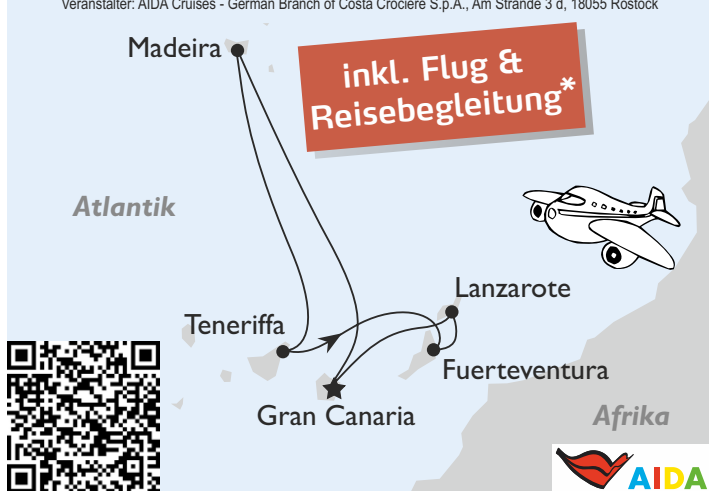 Veranstalter: AIDA Cruises - German Branch of Costa Crociere S.p.A., Am Strande 3 d, 18055 Rostock
Madeira
inkl. Flug &
Reisebegleitung*
Atlantik
Lanzarote
Teneriffa
Fuerteventura
Gran Canaria
Afrika
AIDA